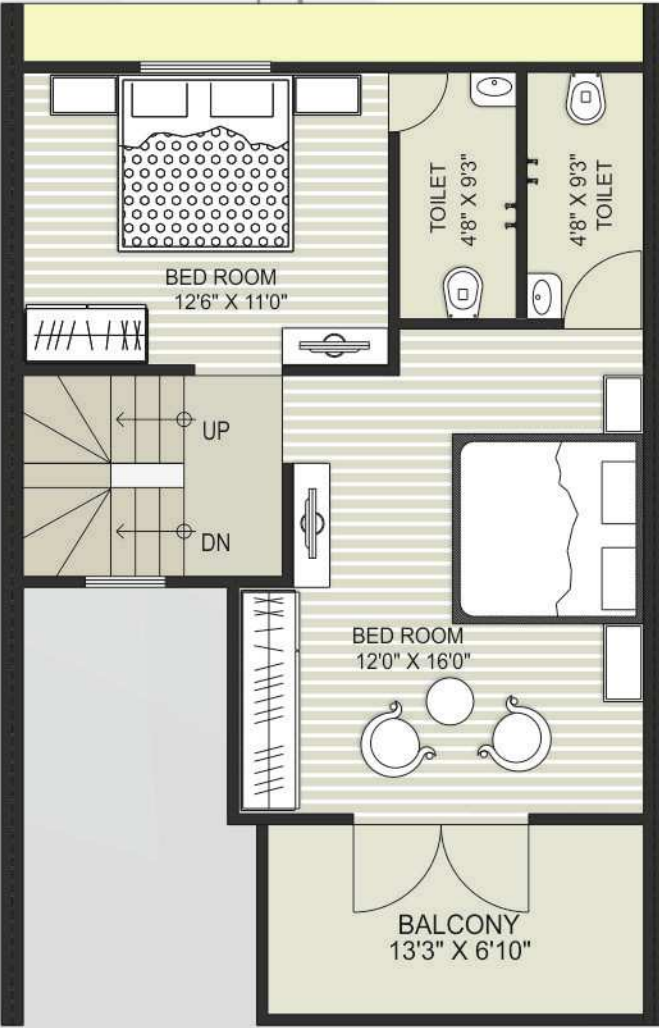 TOILET
4'8" X 9'3"
4'8" X 9'3"
TOILET
BED ROOM
12'6" X 11'0"
UP
DN
BED ROOM
12'0" X 16'0"
BALCONY
13'3" X 6'10"